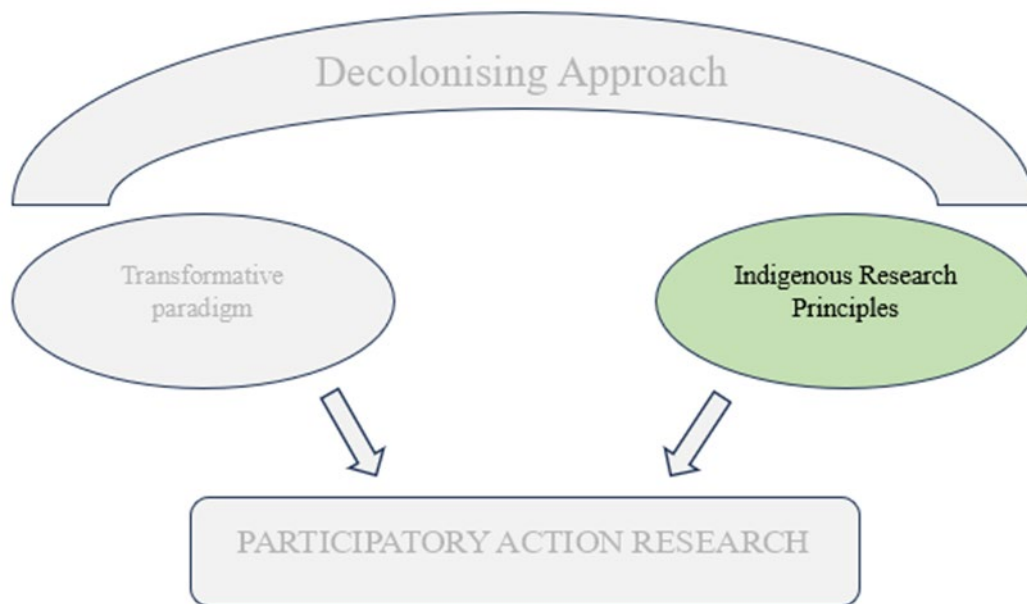 Decolonising Approach
Transformative
paradigm
Indigenous Research
Principles
PARTICIPATORY ACTION RESEARCH